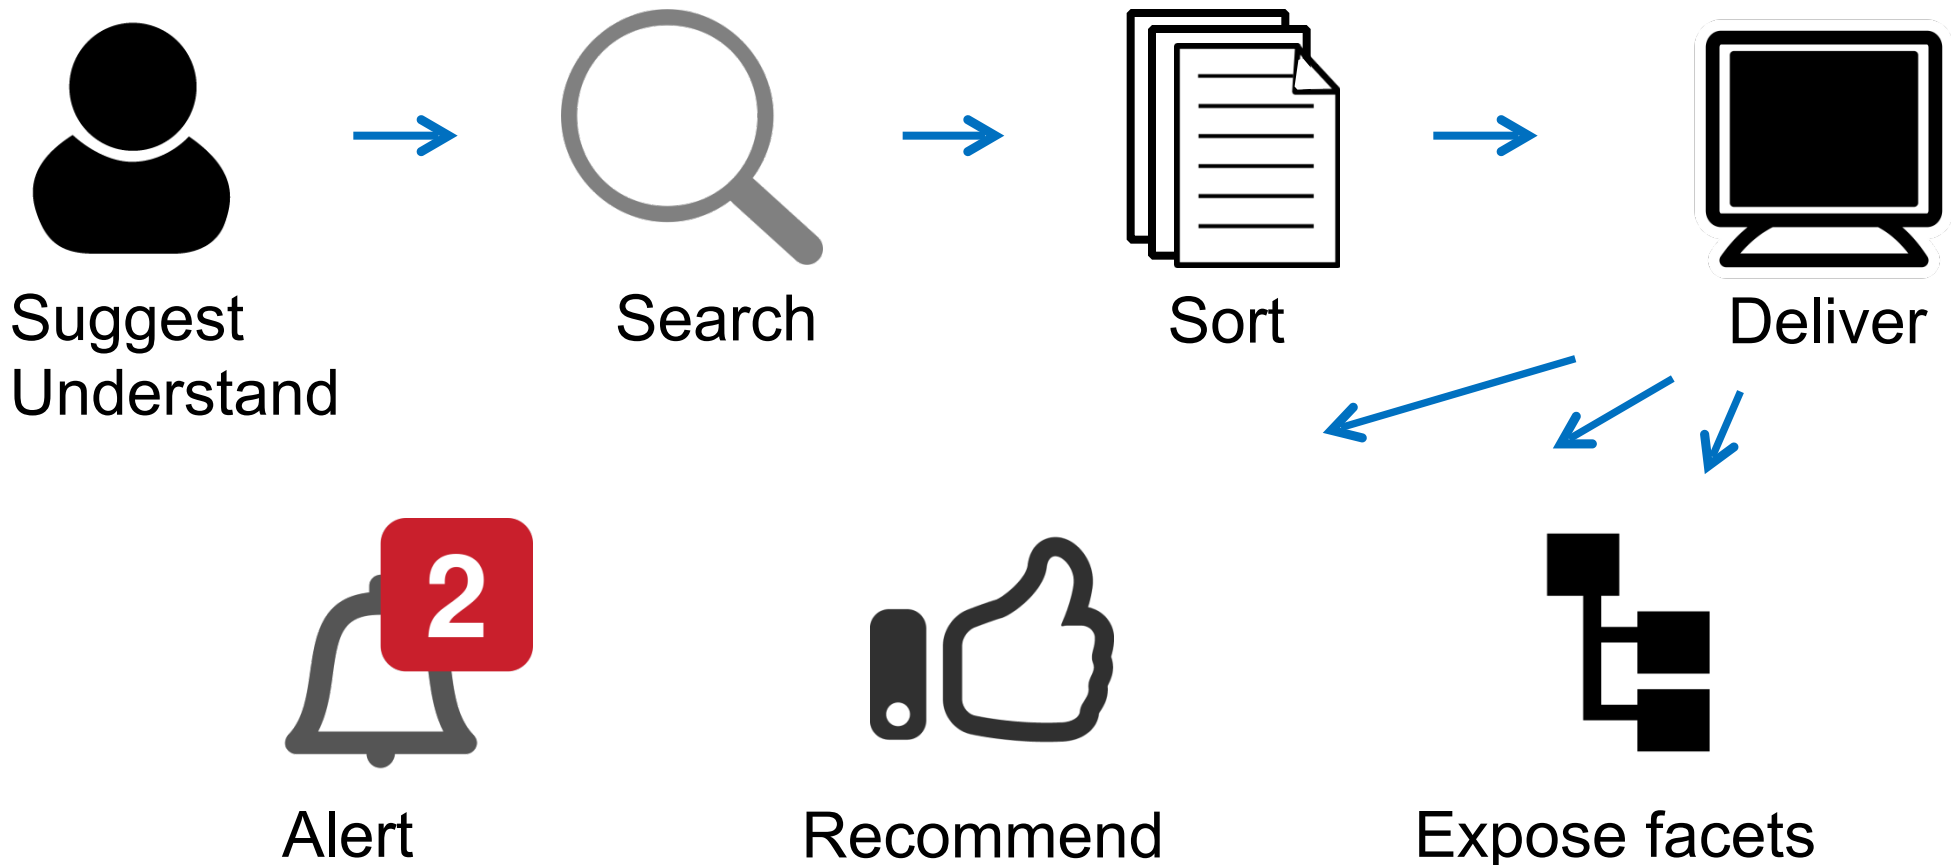 Suggest
Understand
Search
Sort
Deliver
2
Alert
Recommend
Expose facets